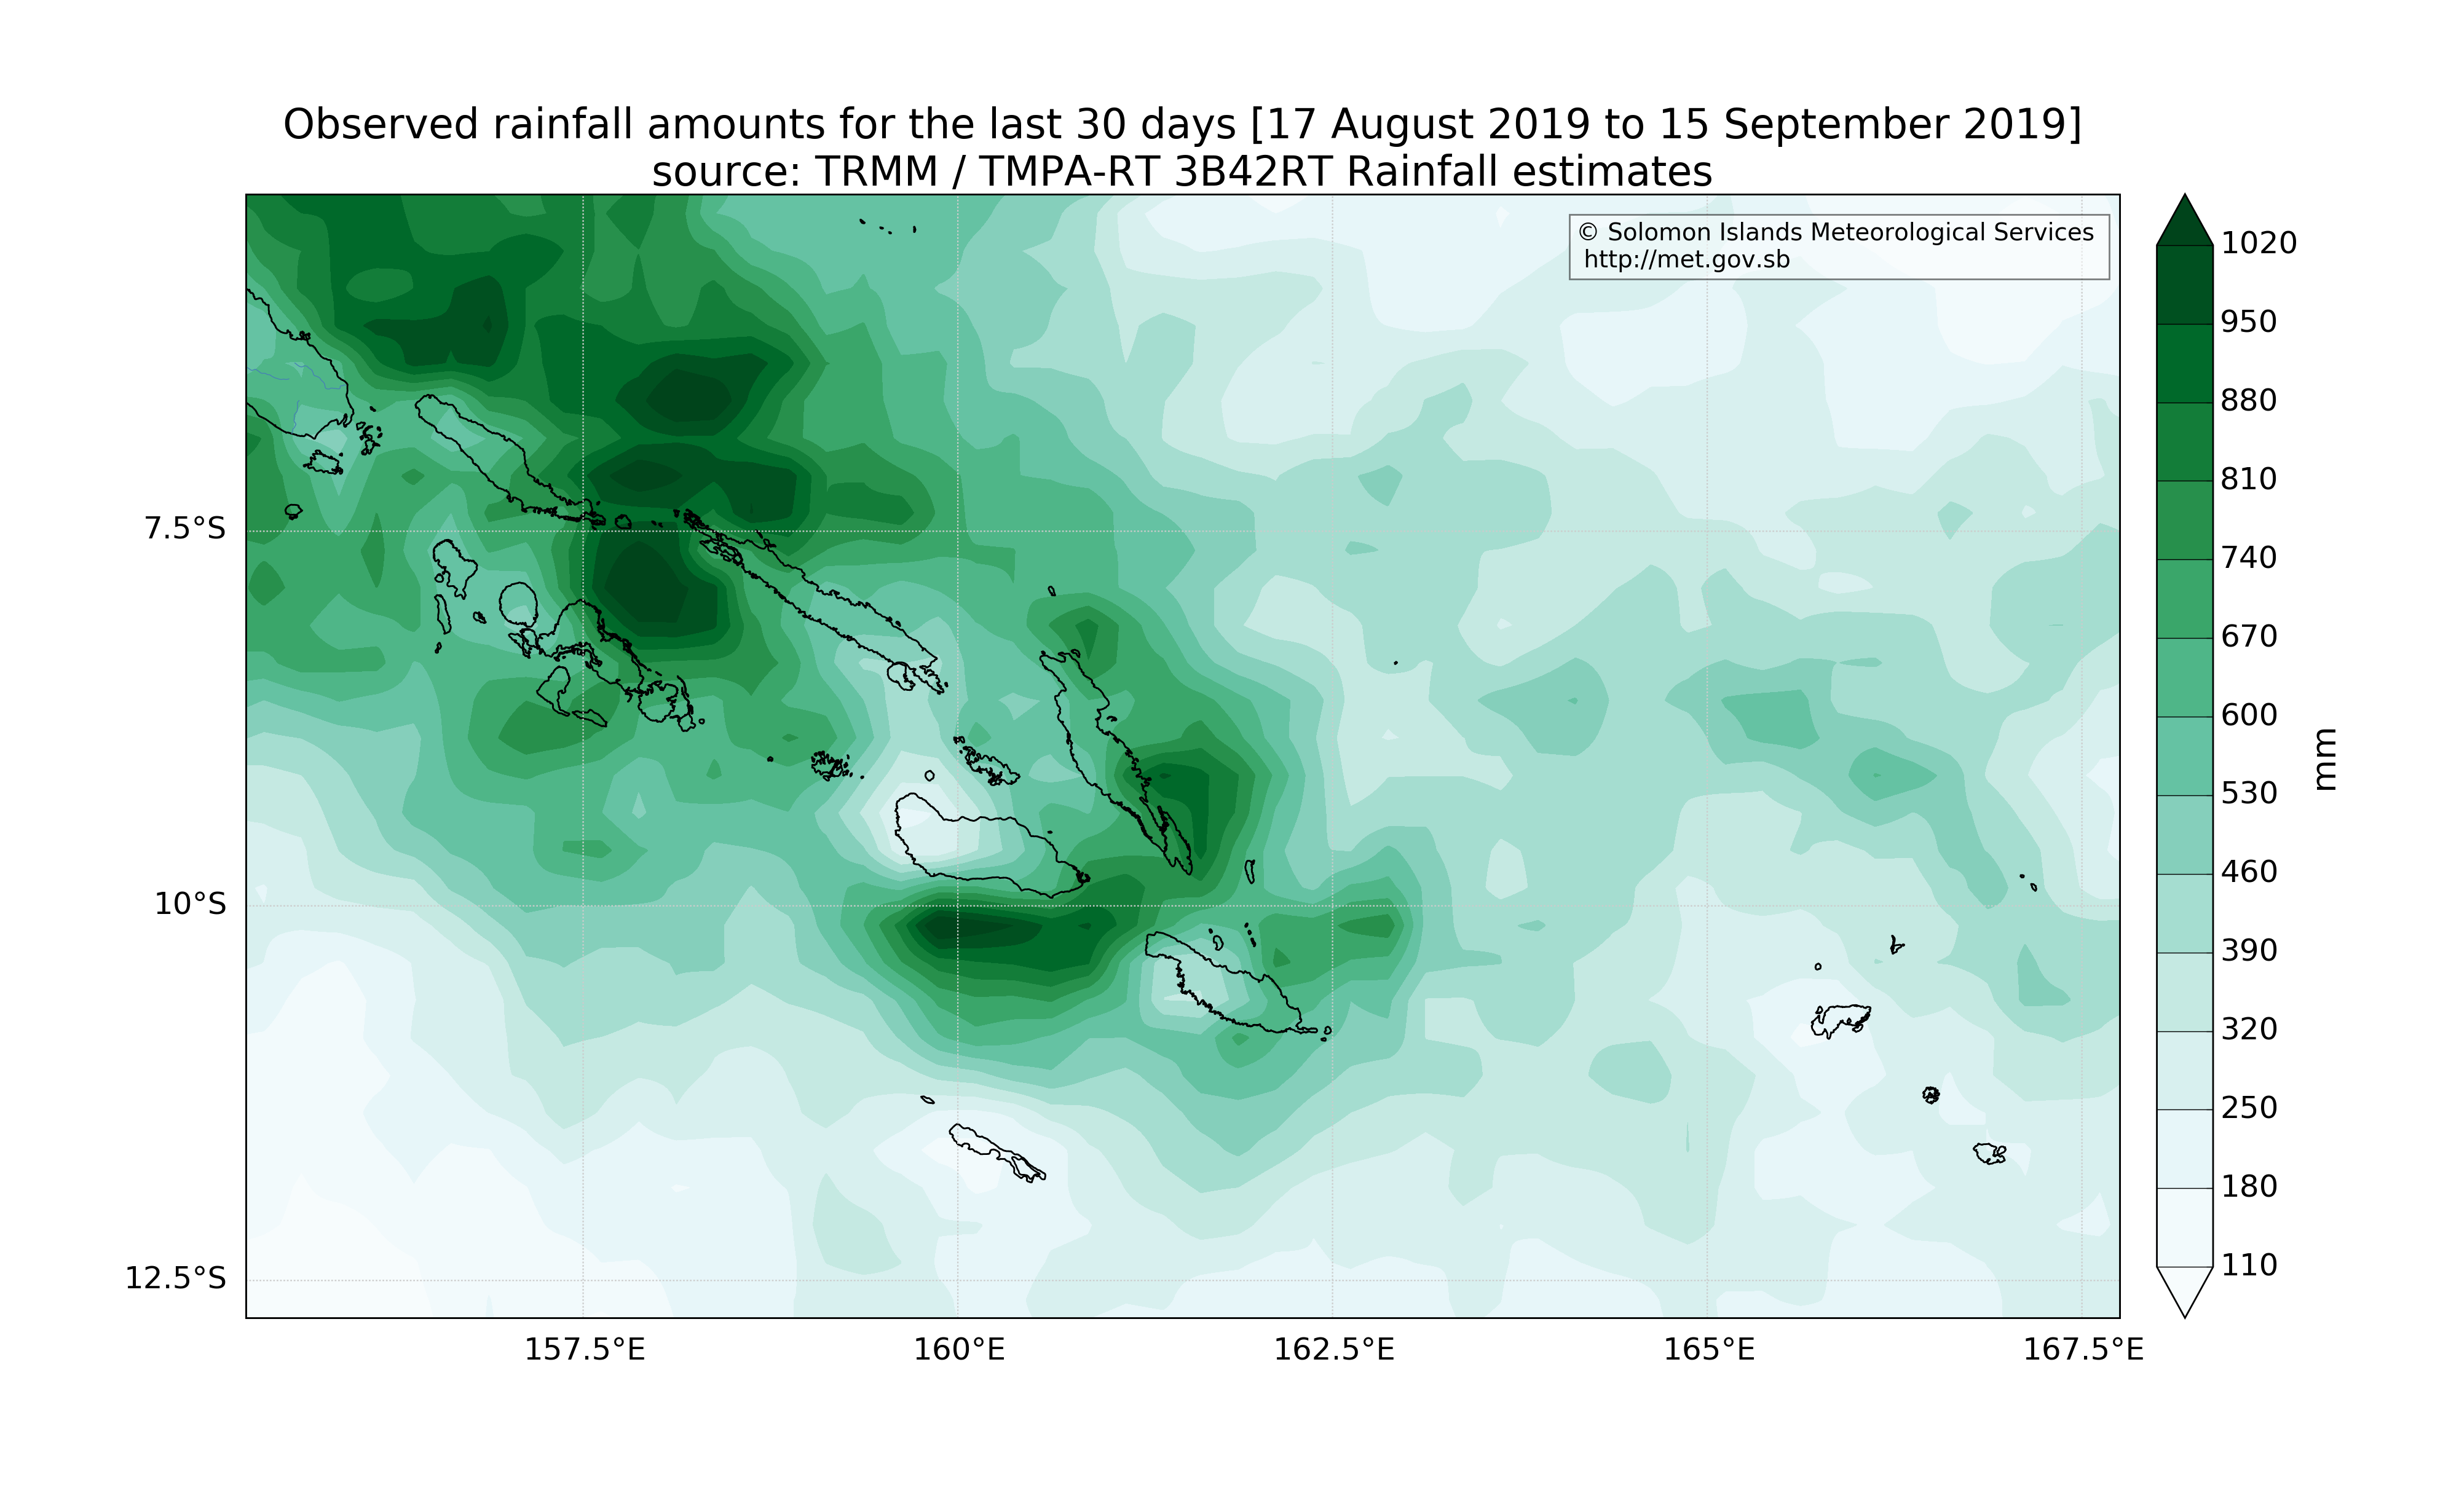 Observed rainfall amounts for the last 30 days [17 August 2019 to 15 September 2019]
source: TRMM / TMPA-RT 3B42RT Rainfall estimates
© Solomon Islands Meteorological Services
http://met.gov.sb
7.5°S
10°S
12.5°S
157.5°E
160°E
162.5°E
165°E
167.5°E
1020
950
880
810
740
670
600
530
460
390
320
250
180
110
mm